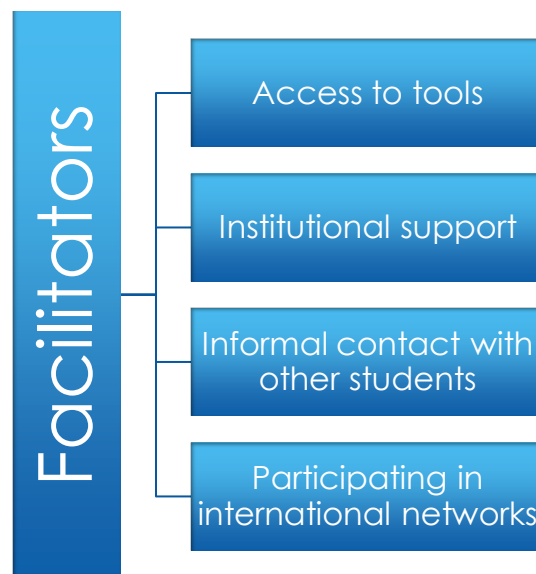 Facilitators
Access to tools
Institutional support
Informal contact with
other students
Participating in
international networks